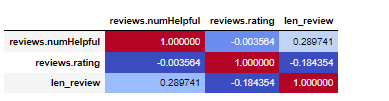 reviews.numHelpful reviews.rating len_review
reviews.numHelpful 1.000000 -0.003564 0.289741
reviews.rating -0.003564 1.000000 -0.184354
len_review 0.289741 -0.184354 1.000000